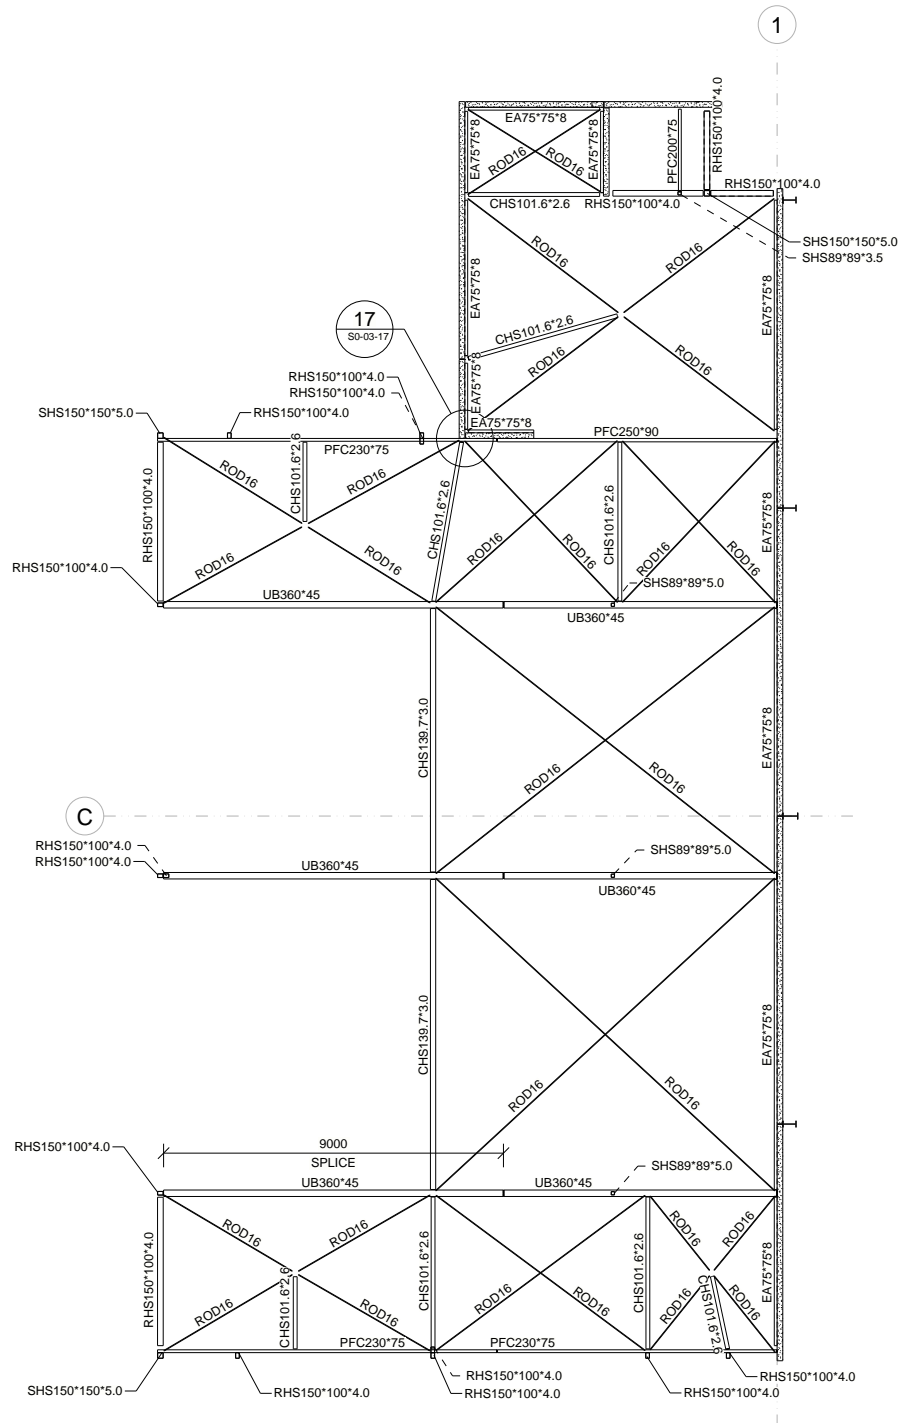 1
RHS150*100*4.0
EA75*75*8
EA75*75*8
EA75*75*8
PFC200*75
ROD16
ROD16
RHS150*100*4.0
CHS101.6*2.6
RHS150*100*4.0
SHS150*150*5.0
SHS89*89*3.5
ROD16
ROD16
EA75*75*8
EA75*75*8
17
S0-03-17
CHS101.6*2.6
ROD16
ROD16
RHS150*100*4.0
RHS150*100*4.0
EA75*75*8
SHS150*150*5.0
RHS150*100*4.0
EA75*75*8
PFC250*90
PFC230*75
CHS101.6*2.6
ROD16
ROD16
RHS150*100*4.0
CHS101.6*2.6
CHS101.6*2.6
EA75*75*8
ROD16
ROD16
ROD16
ROD16
RHS150*100*4.0
ROD16
ROD16
SHS89*89*5.0
UB360*45
UB360*45
CHS139.7*3.0
EA75*75*8
ROD16
ROD16
C
RHS150*100*4.0
RHS150*100*4.0
UB360*45
SHS89*89*5.0
UB360*45
CHS139.7*3.0
EA75*75*8
ROD16
ROD16
9000
SPLICE
RHS150*100*4.0
SHS89*89*5.0
UB360*45
UB360*45
ROD16
ROD16
ROD16
ROD16
RHS150*100*4.0
CHS101.6*2.6
CHS101.6*2.6
CHS101.6*2.6
EA75*75*8
ROD16
ROD16
ROD16
ROD16
ROD16
ROD16
CHS101.6*2.6
PFC230*75
PFC230*75
SHS150*150*5.0
RHS150*100*4.0
RHS150*100*4.0
RHS150*100*4.0
RHS150*100*4.0
RHS150*100*4.0